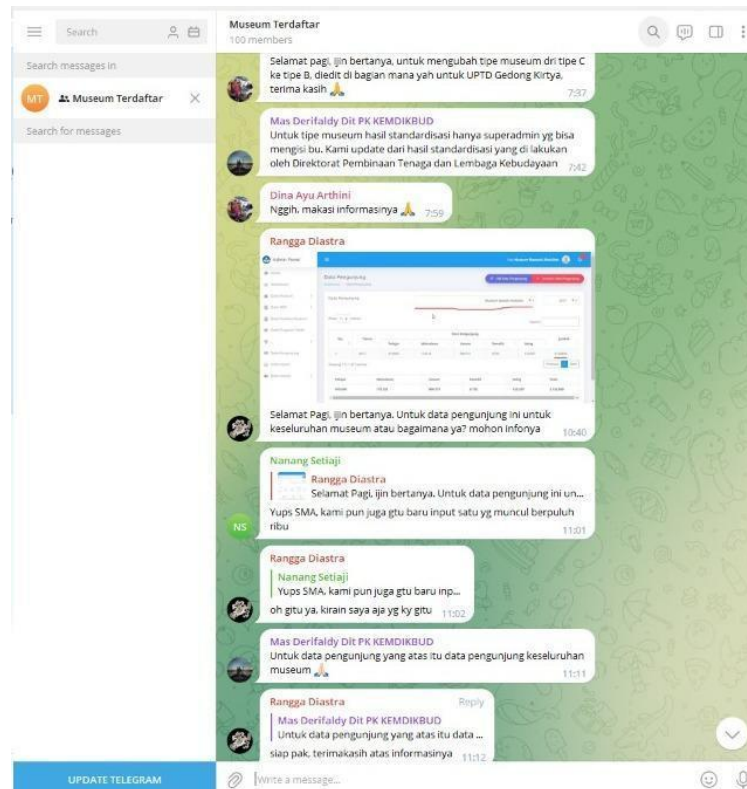 Search
Museum Terdaftar
100 members
Search messages in
MT
Museum Terdaftar
Search for messages
Selamat pagi, ijin bertanya, untuk mengubah tipe museum dri tipe C
ke tipe B, diedit di bagian mana yah untuk UPTD Gedong Kirtya,
terima kasih 🙏 7:37
Mas Derifaldy Dit PK KEMDIKBUD
Untuk tipe museum hasil standardisasi hanya superadmin yg bisa
mengisi bu. Kami update dari hasil standardisasi yang di lakukan
oleh Direktorat Pembinaan Tenaga dan Lembaga Kebudayaan 7:42
Dina Ayu Arthini
Nggih, makasi informasinya 🙏 7:59
Rangga Diastra
Data Pengunjung
Selamat Pagi, ijin bertanya. Untuk data pengunjung ini untuk
keseluruhan museum atau bagaimana ya? mohon infonya 10:40
Nanang Setiaji
Rangga Diastra
Selamat Pagi, ijin bertanya. Untuk data pengunjung ini un...
Yups SMA, kami pun juga gtu baru input satu yg muncul berpuluh
ribu 11:01
NS
Rangga Diastra
Nanang Setiaji
Yups SMA, kami pun juga gtu baru inp...
oh gitu ya, kirain saya aja yg ky gitu 11:02
Mas Derifaldy Dit PK KEMDIKBUD
Untuk data pengunjung yang atas itu data pengunjung keseluruhan
museum 🙏 11:11
Rangga Diastra Reply
Mas Derifaldy Dit PK KEMDIKBUD
Untuk data pengunjung yang atas itu data ...
siap pak, terimakasih atas informasinya 11:12
UPDATE TELEGRAM
Write a message...